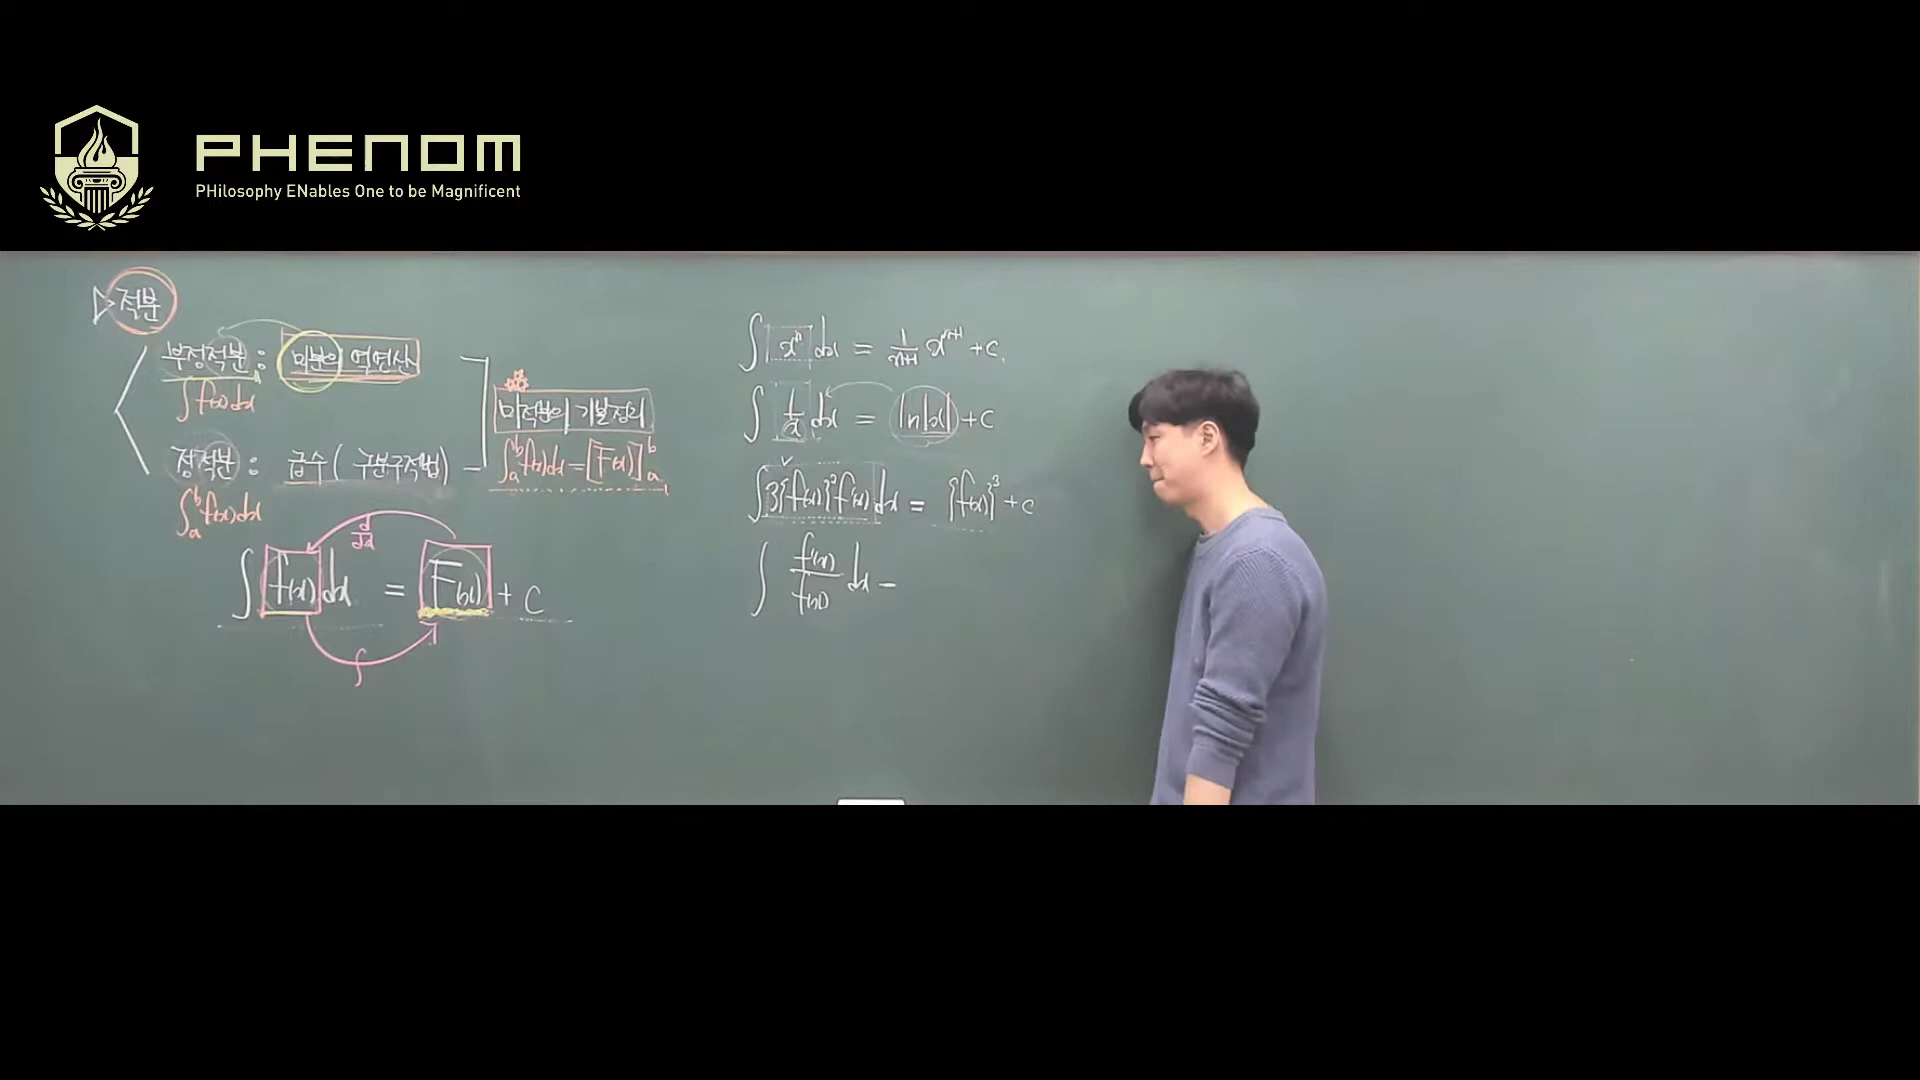 PHENOM
PHilosophy ENables One to be Magnificent
▷ 적분
부정적분 : 미분의 역연산
∫f(x)dx
미적분의 기본정리
정적분 : 급수 ( 구분구적법 )
∫ₐᵇf(x)dx = [F(x)]ₐᵇ
∫ₐᵇf(x)dx
d/dx
∫f(x)dx = F(x) + C
∫
∫xⁿdx = 1/(n+1) xⁿ⁺¹ + C
∫1/x dx = ln|x| + C
∫3{f(x)}²f'(x)dx = {f(x)}³ + C
∫f'(x)/f(x) dx =